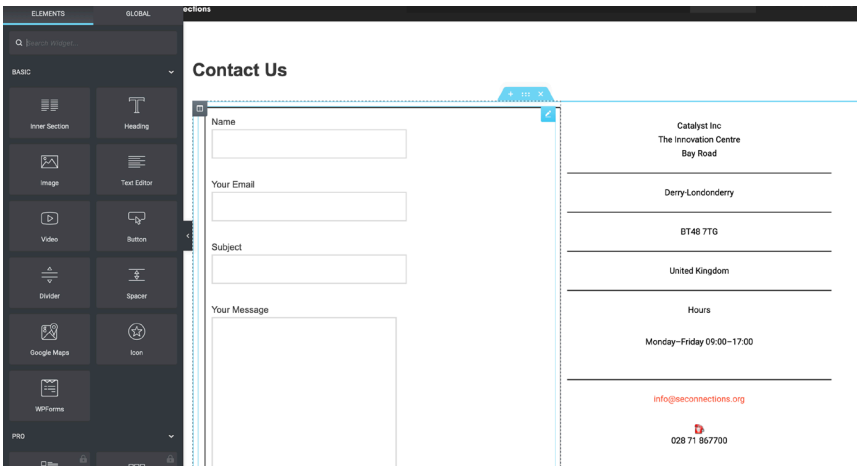 ELEMENTS
GLOBAL
ections
Search Widget...
BASIC
Inner Section
Heading
Image
Text Editor
Video
Button
Divider
Spacer
Google Maps
Icon
WPForms
PRO
Contact Us
Name
Your Email
Subject
Your Message
Catalyst Inc
The Innovation Centre
Bay Road
Derry-Londonderry
BT48 7TG
United Kingdom
Hours
Monday–Friday 09:00–17:00
info@seconnections.org
028 71 867700